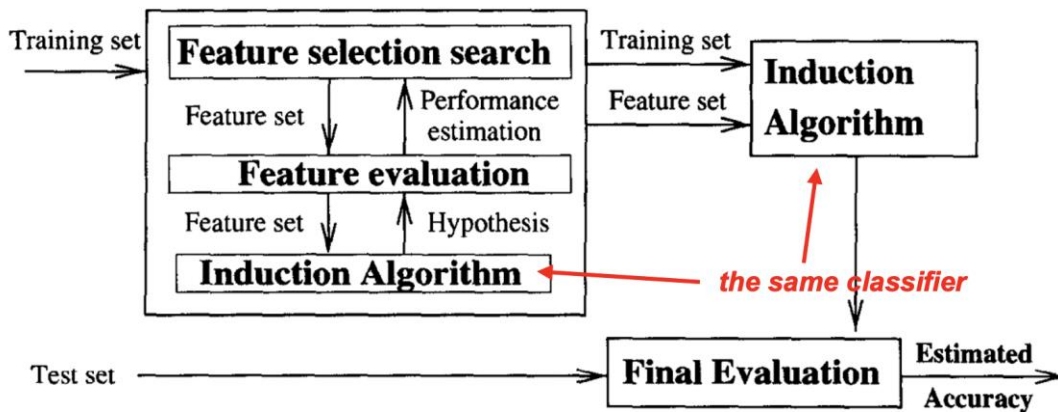 Training set
Feature selection search
Feature set
Performance
estimation
Feature evaluation
Feature set
Hypothesis
Induction Algorithm
Training set
Feature set
Induction
Algorithm
the same classifier
Test set
Final Evaluation
Estimated
Accuracy